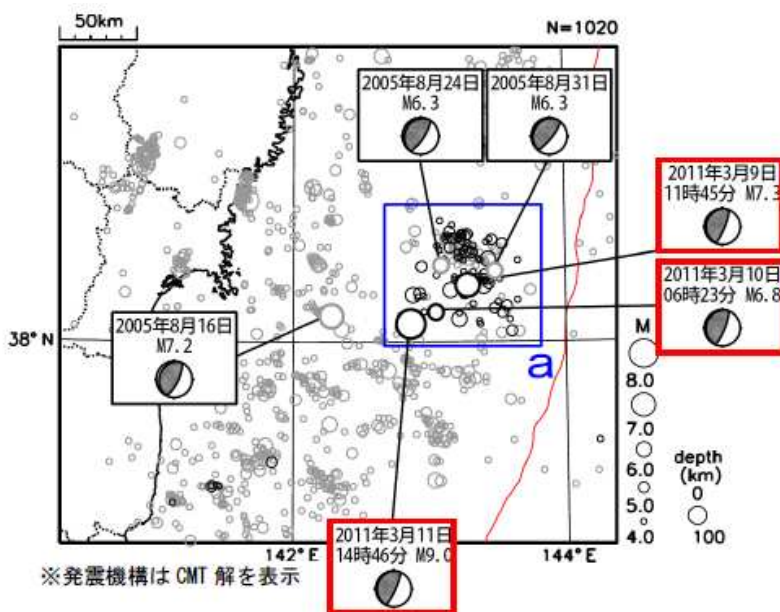 50km
N=1020
2005年8月24日
M6.3
2005年8月31日
M6.3
2011年3月9日
11時45分 M7.3
2011年3月10日
06時23分 M6.8
2005年8月16日
M7.2
38°N
a
M
8.0
7.0
6.0
5.0
4.0
depth
(km)
0
100
2011年3月11日
14時46分 M9.0
142°E
144°E
※発震機構は CMT 解を表示